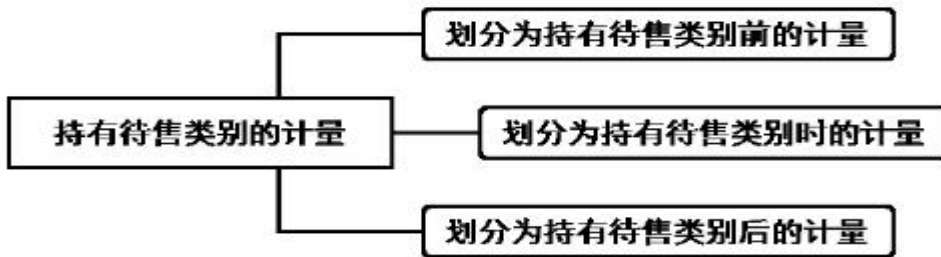 划分为持有待售类别前的计量
持有待售类别的计量
划分为持有待售类别时的计量
划分为持有待售类别后的计量